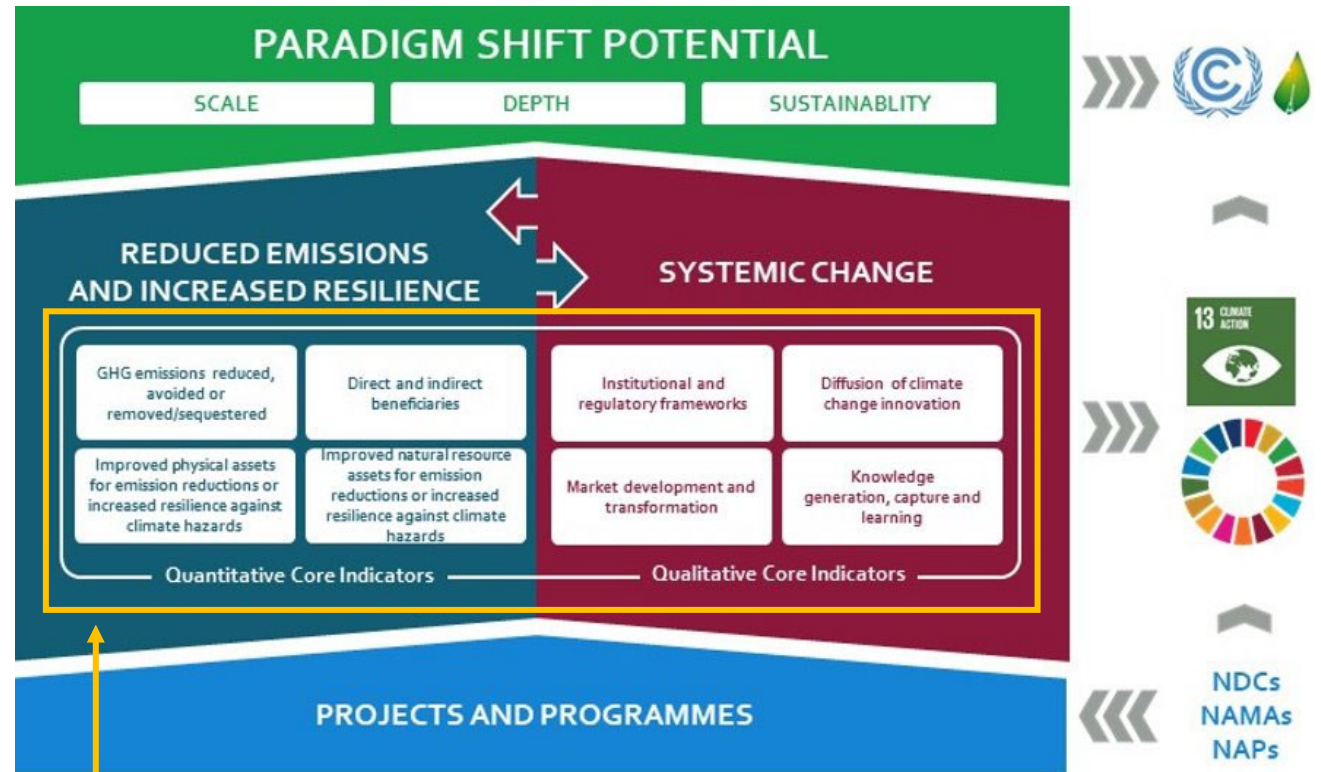 PARADIGM SHIFT POTENTIAL
SCALE
DEPTH
SUSTAINABLITY
REDUCED EMISSIONS
AND INCREASED RESILIENCE
SYSTEMIC CHANGE
GHG emissions reduced,
avoided or
removed/sequestered
Direct and indirect
beneficiaries
Institutional and
regulatory frameworks
Diffusion of climate
change innovation
Improved physical assets
for emission reductions or
increased resilience against
climate hazards
Improved natural resource
assets for emission
reductions or increased
resilience against climate
hazards
Market development and
transformation
Knowledge
generation, capture and
learning
Quantitative Core Indicators
Qualitative Core Indicators
PROJECTS AND PROGRAMMES
13 CLIMATE
ACTION
NDCs
NAMAs
NAPs